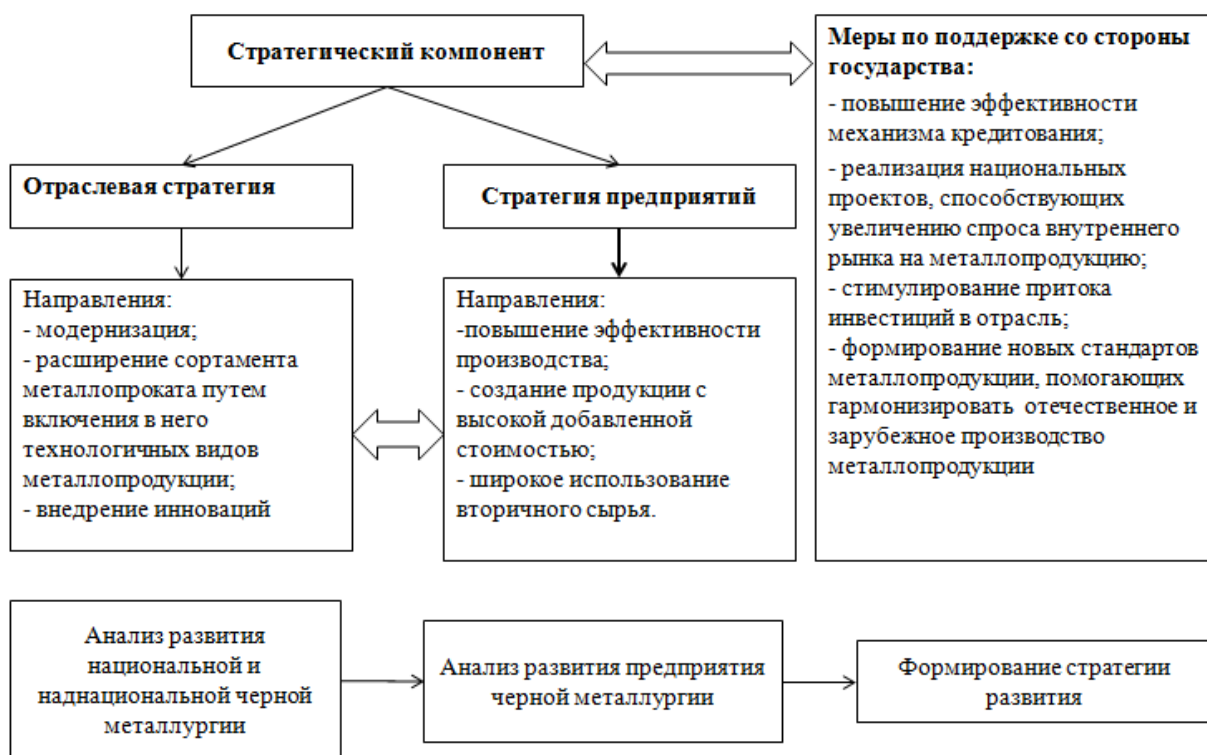 Стратегический компонент
Меры по поддержке со стороны
государства:
- повышение эффективности
механизма кредитования;
- реализация национальных
проектов, способствующих
увеличению спроса внутреннего
рынка на металлопродукцию;
- стимулирование притока
инвестиций в отрасль;
- формирование новых стандартов
металлопродукции, помогающих
гармонизировать отечественное и
зарубежное производство
металлопродукции
Отраслевая стратегия
Стратегия предприятий
Направления:
- модернизация;
- расширение сортамента
металлопроката путем
включения в него
технологичных видов
металлопродукции;
- внедрение инноваций
Направления:
-повышение эффективности
производства;
- создание продукции с
высокой добавленной
стоимостью;
- широкое использование
вторичного сырья.
Анализ развития
национальной и
наднациональной черной
металлургии
Анализ развития предприятия
черной металлургии
Формирование стратегии
развития